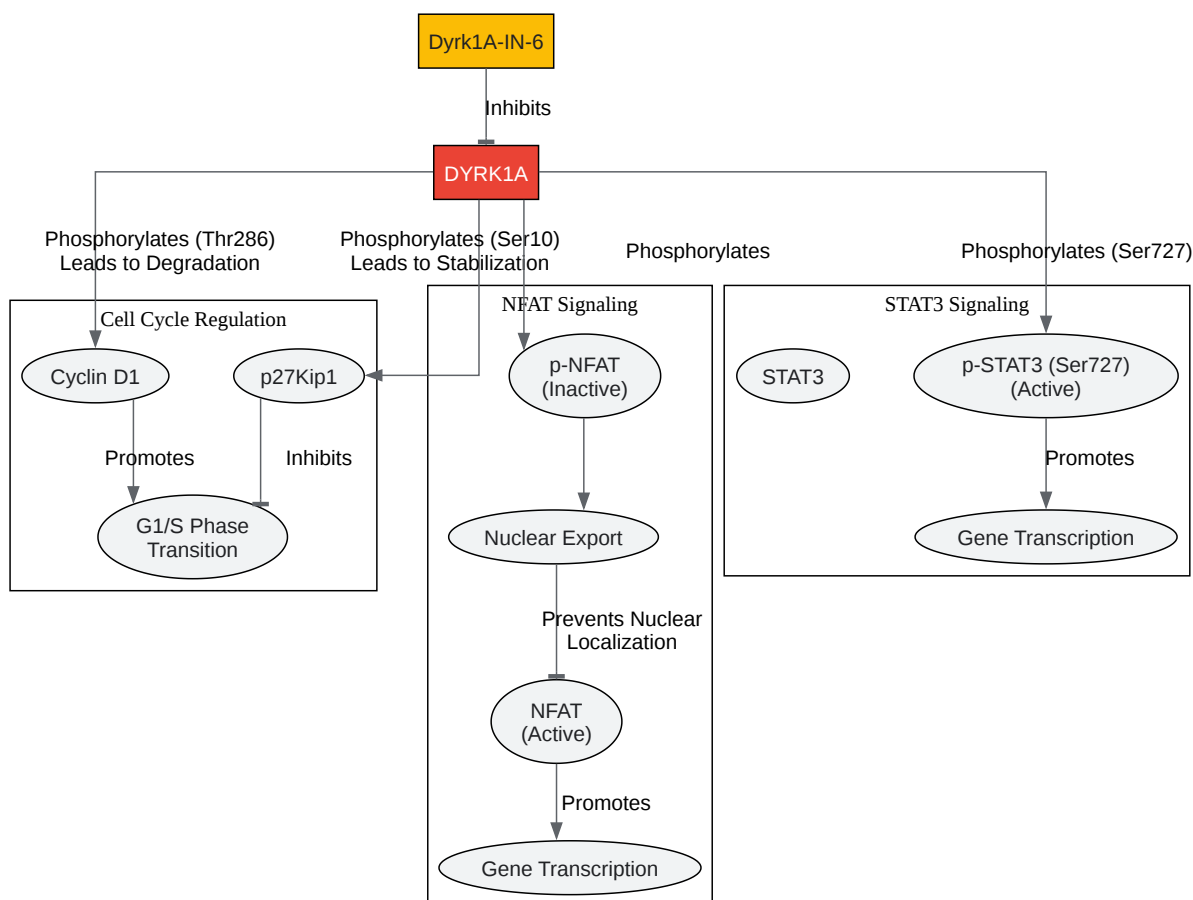 Dyrk1A-IN-6
Inhibits
DYRK1A
Phosphorylates (Thr286)
Leads to Degradation
Phosphorylates (Ser10)
Leads to Stabilization
Phosphorylates
Phosphorylates (Ser727)
Cell Cycle Regulation
NFAT Signaling
STAT3 Signaling
Cyclin D1
p27Kip1
p-NFAT
(Inactive)
STAT3
p-STAT3 (Ser727)
(Active)
Promotes
Inhibits
Promotes
G1/S Phase
Transition
Nuclear Export
Gene Transcription
Prevents Nuclear
Localization
NFAT
(Active)
Promotes
Gene Transcription